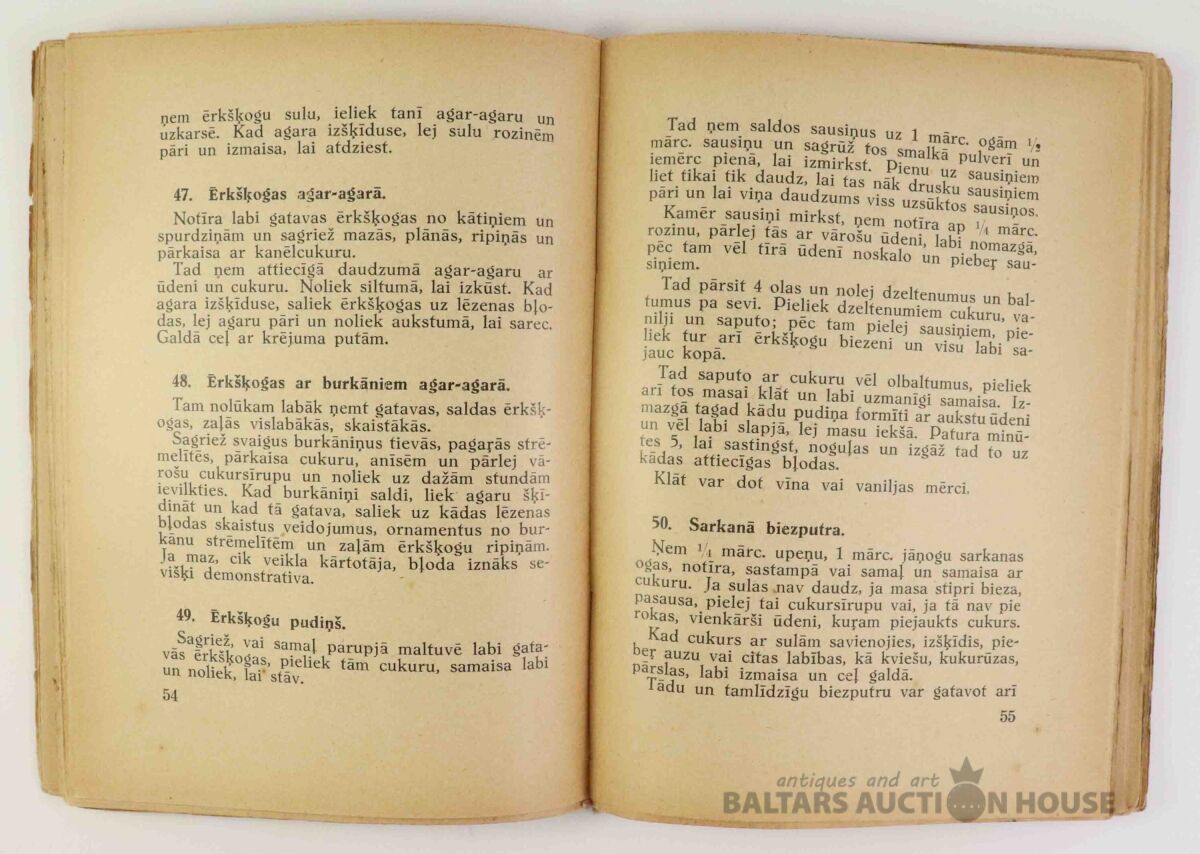 ņem ērkšķogu sulu, ieliek tanī agar-agaru un
uzkarsē. Kad agara izšķīduse, lej sulu rozinēm
pāri un izmaisa, lai atdziest.
47. Ērkšķogas agar-agarā.
Notīra labi gatavas ērkšķogas no kātiņiem un
spurdziņām un sagriež mazās, plānās, ripiņās un
pārkaisa ar kanēlcukuru.
Tad ņem attiecīgā daudzumā agar-agaru ar
ūdeni un cukuru. Noliek siltumā, lai izkūst. Kad
agara izšķīduse, saliek ērkšķogas uz lēzenas bļo-
das, lej agaru pāri un noliek aukstumā, lai sarec.
Galdā ceļ ar krējuma putām.
48. Ērkšķogas ar burkāniem agar-agarā.
Tam nolūkam labāk ņemt gatavas, saldas ērkšķ-
ogas, zaļās vislabākās, skaistākās.
Sagriež svaigus burkāniņus tievās, pagaŗās strē-
melītēs, pārkaisa cukuru, anīsēm un pārlej vā-
rošu cukursīrupu un noliek uz dažām stundām
ievilkties. Kad burkāniņi saldi, liek agaru šķī-
dināt un kad tā gatava, saliek uz kādas lēzenas
bļodas skaistus veidojumus, ornamentus no bur-
kānu strēmelītēm un zaļām ērkšķogu ripiņām.
Ja maz, cik veikla kārtotāja, bļoda iznāks se-
višķi demonstratīva.
49. Ērkšķogu pudiņš.
Sagriež, vai samaļ parupjā maltuvē labi gata-
vās ērkšķogas, pieliek tām cukuru, samaisa labi
un noliek, lai stāv.
54
Tad ņem saldos sausiņus uz 1 mārc. ogām ½
mārc. sausiņu un sagrūž tos smalkā pulverī un
iemērc pienā, lai izmirkst. Pienu uz sausiņiem
liet tikai tik daudz, lai tas nāk drusku sausiņiem
pāri un lai viņa daudzums viss uzsūktos sausiņos.
Kamēr sausiņi mirkst, ņem notīra ap ¼ mārc.
rozinu, pārlej tās ar vārošu ūdeni, labi nomazgā,
pēc tam vēl tīrā ūdenī noskalo un pieber sau-
siņiem.
Tad pārsit 4 olas un nolej dzeltenumus un bal-
tumus pa sevi. Pieliek dzeltenumiem cukuru, va-
nilji un saputo; pēc tam pielej sausiņiem, pie-
liek tur arī ērkšķogu biezeni un visu labi sa-
jauc kopā.
Tad saputo ar cukuru vēl olbaltumus, pieliek
arī tos masai klāt un labi uzmanīgi samaisa. Iz-
mazgā tagad kādu pudiņa formīti ar aukstu ūdeni
un vēl labi slapjā, lej masu iekšā. Patura minū-
tes 5, lai sastingst, noguļas un izgāž tad to uz
kādas attiecīgas bļodas.
Klāt var dot vīna vai vaniljas mērci.
50. Sarkanā biezputra.
Ņem ¼ mārc. upeņu, 1 mārc. jāņogu sarkanas
ogas, notīra, sastampā vai samaļ un samaisa ar
cukuru. Ja sulas nav daudz, ja masa stipri bieza,
pasausa, pielej tai cukursīrupu vai, ja tā nav pie
rokas, vienkārši ūdeni, kuŗam piejaukts cukurs.
Kad cukurs ar sulām savienojies, izšķīdis, pie-
beŗ auzu vai citas labības, kā kviešu, kukurūzas,
pārslas, labi izmaisa un ceļ galdā.
Tādu un tamlīdzīgu biezputru var gatavot arī
55
antiques and art
BALTARS AUCTION HOUSE